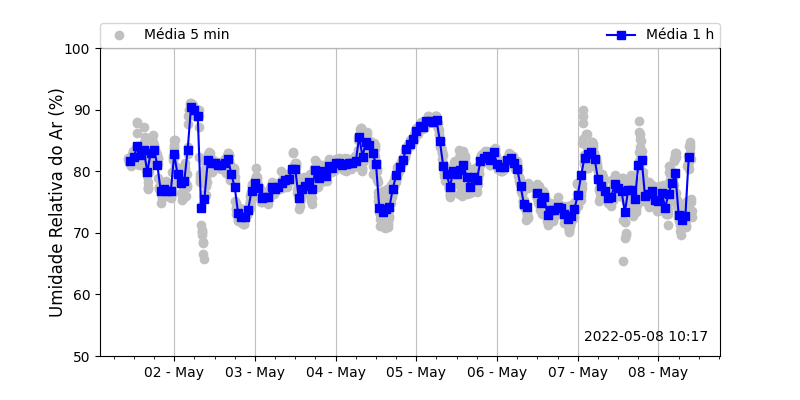 Média 5 min
Média 1 h
Umidade Relativa do Ar (%)
100
90
80
70
60
50
2022-05-08 10:17
02 - May
03 - May
04 - May
05 - May
06 - May
07 - May
08 - May